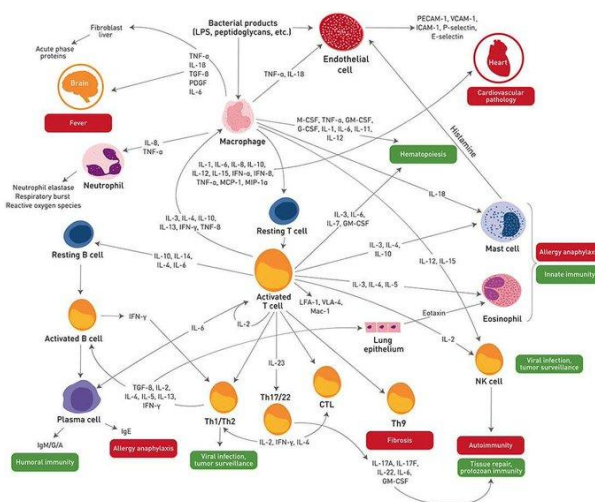 Bacterial products
(LPS, peptidoglycans, etc.)
Fibroblast
liver
Acute phase
proteins
TNF-α
IL-18
TGF-8
PDGF
IL-6
Brain
Fever
TNF-α, IL-18
Endothelial
cell
PECAM-1, VCAM-1,
ICAM-1, P-selectin,
E-selectin
Heart
Cardiovascular
pathology
Macrophage
M-CSF, TNF-α, GM-CSF,
G-CSF, IL-1, IL-6, IL-11,
IL-12
Hematopoiesis
Histamine
IL-8,
TNF-α
Neutrophil
Neutrophil elastase
Respiratory burst
Reactive oxygen species
IL-1, IL-6, IL-8, IL-10,
IL-12, IL-15, IFN-α, IFN-8,
TNF-α, MCP-1, MIP-1α
IL-18
Mast cell
IL-3, IL-4, IL-10,
IL-13, IFN-γ, TNF-8
Resting T cell
IL-3, IL-6,
IL-7, GM-CSF
Resting B cell
IL-10, IL-14,
IL-4, IL-6
Activated
T cell
IL-3, IL-4,
IL-10
IL-12, IL-15
Allergy anaphylaxis
Innate immunity
IL-3, IL-4, IL-5
Eosinophil
LFA-1, VLA-4,
Mac-1
Eotaxin
Activated B cell
IFN-γ
IL-6
IL-2
Lung
epithelium
IL-2
NK cell
Viral infection,
tumor surveillance
IL-23
TGF-8, IL-2,
IL-4, IL-5, IL-13,
IFN-γ
Plasma cell
Th1/Th2
Th17/22
CTL
Th9
IgM/G/A
IgE
Humoral immunity
Allergy anaphylaxis
Viral infection,
tumor surveillance
IL-2, IFN-γ, IL-4
Fibrosis
Autoimmunity
IL-17A, IL-17F,
IL-22, IL-6,
GM-CSF
Tissue repair,
protozoan immunity